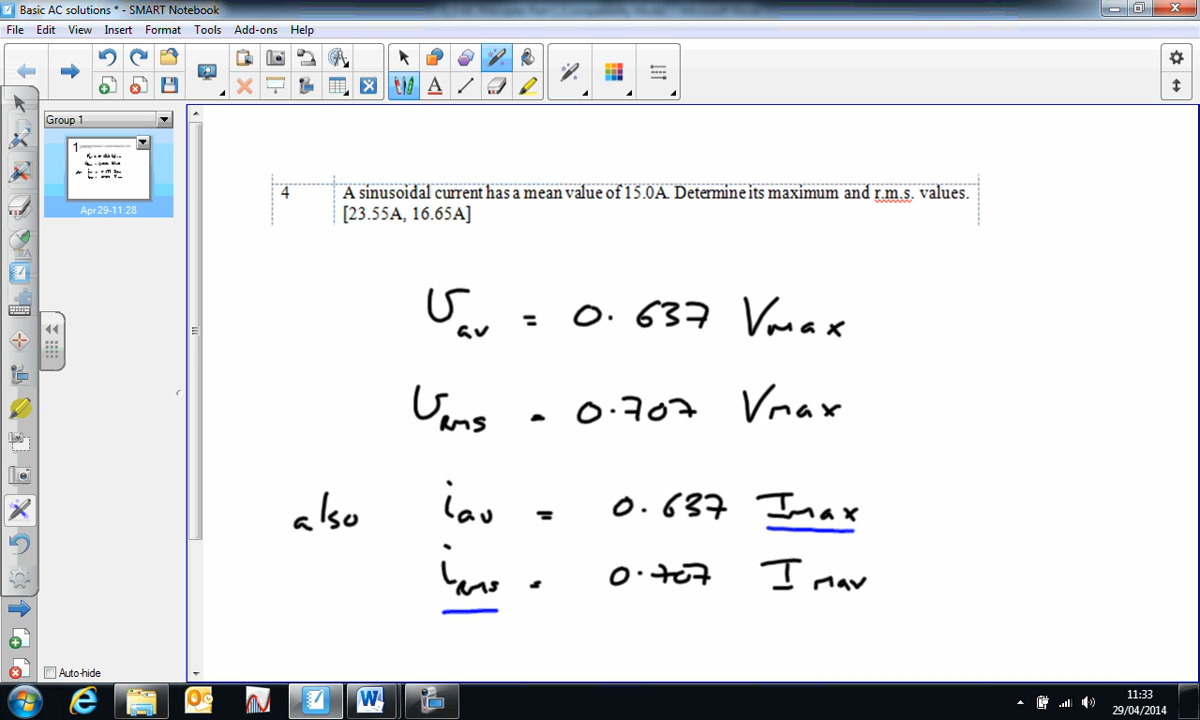 Basic AC solutions * - SMART Notebook
File Edit View Insert Format Tools Add-ons Help
Group 1
1
Apr 29-11:28
4 A sinusoidal current has a mean value of 15.0A. Determine its maximum and r.m.s. values.
[23.55A, 16.65A]
Vav = 0.637 Vmax
Vrms = 0.707 Vmax
also iav = 0.637 Imax
irms = 0.707 Imax
Auto-hide
11:33
29/04/2014